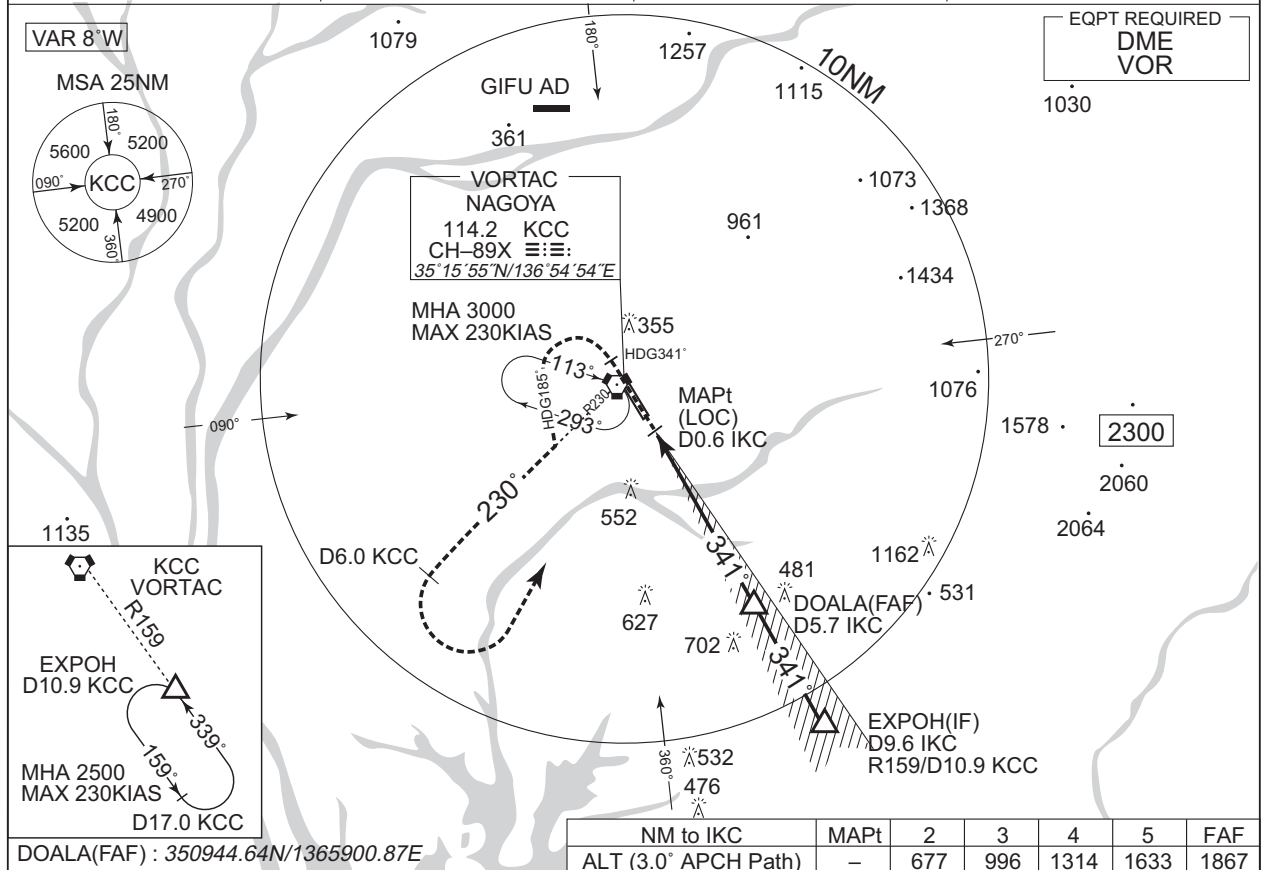 VAR 8˚W
MSA 25NM
180˚
5600
5200
090˚
KCC
270˚
5200
4900
360˚
1079
180˚
1257
10NM
1115
GIFU AD
361
EQPT REQUIRED
DME
VOR
1030
VORTAC
NAGOYA
114.2 KCC
CH–89X
35˚15´55˝N/136˚54´54˝E
961
1073
1368
1434
MHA 3000
MAX 230KIAS
355
HDG341˚
113˚
HDG185˚
R230
293˚
270˚
1076
MAPt
(LOC)
D0.6 IKC
090˚
1578
2300
2060
2064
230˚
552
1135
D6.0 KCC
341˚
1162
481
531
DOALA(FAF)
D5.7 IKC
627
702
341˚
EXPOH(IF)
D9.6 IKC
R159/D10.9 KCC
360˚
532
476
KCC
VORTAC
R159
EXPOH
D10.9 KCC
339˚
159˚
MHA 2500
MAX 230KIAS
D17.0 KCC
DOALA(FAF) : 350944.64N/1365900.87E
NM to IKC MAPt 2 3 4 5 FAF
ALT (3.0˚ APCH Path) – 677 996 1314 1633 1867